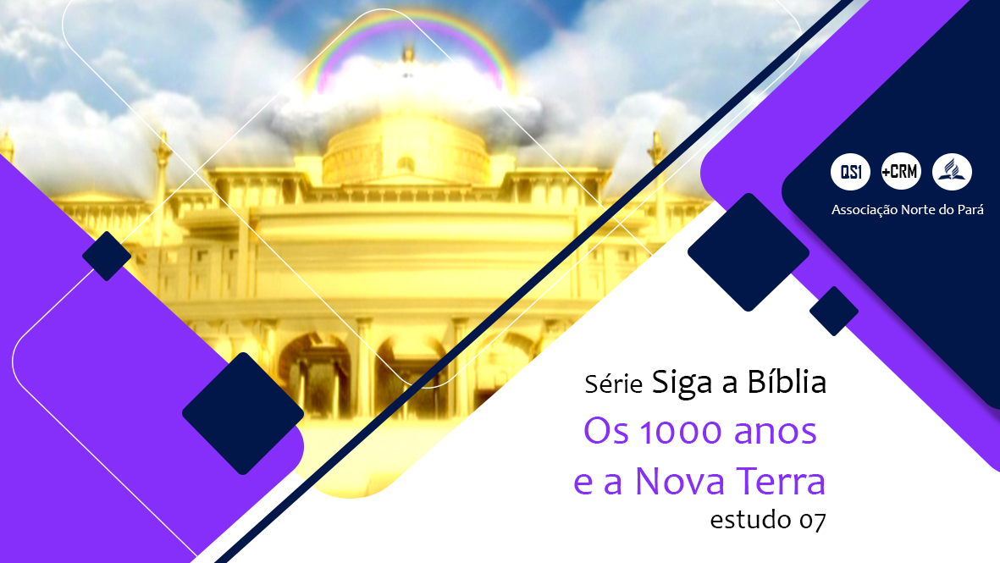 QS1 +CRM
Associação Norte do Pará
Série Siga a Bíblia
Os 1000 anos
e a Nova Terra
estudo 07